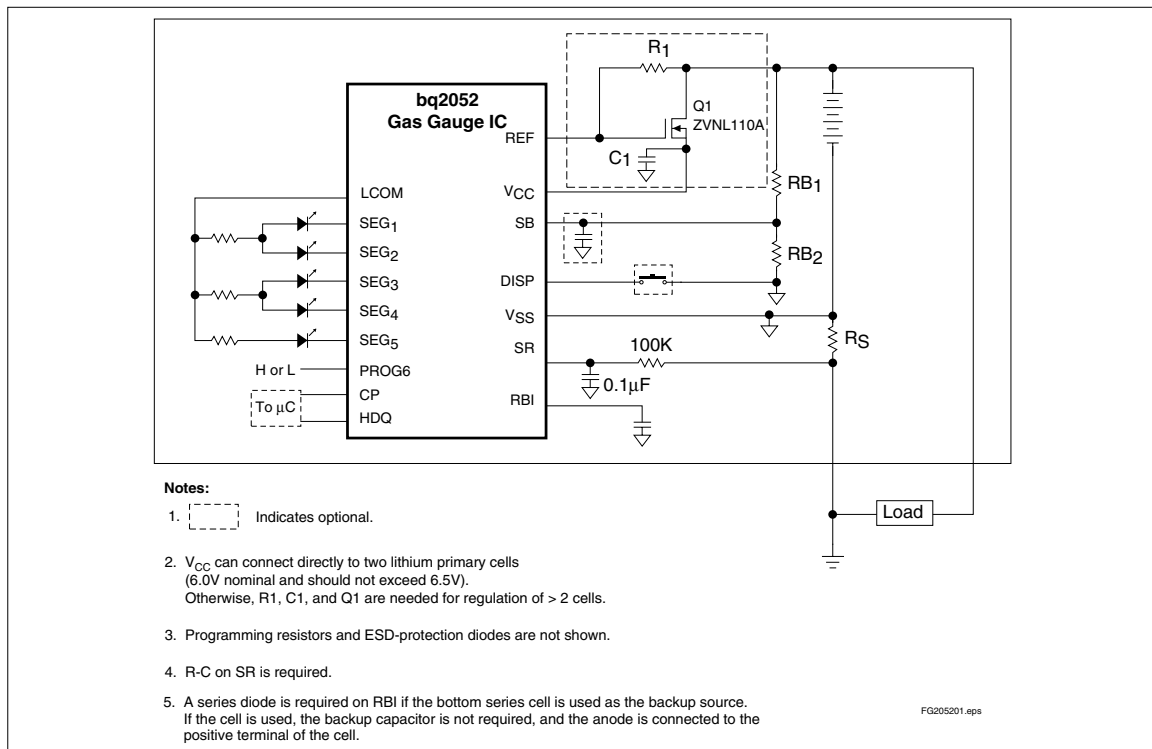 R1
bq2052
Gas Gauge IC
Q1
ZVNL110A
REF
C1
VCC
RB1
LCOM
SEG1
SB
SEG2
RB2
SEG3
DISP
SEG4
VSS
SEG5
SR
100K
RS
H or L
PROG6
0.1µF
CP
To µC
HDQ
RBI
Notes:
1. Indicates optional.
Load
2. VCC can connect directly to two lithium primary cells
(6.0V nominal and should not exceed 6.5V).
Otherwise, R1, C1, and Q1 are needed for regulation of > 2 cells.
3. Programming resistors and ESD-protection diodes are not shown.
4. R-C on SR is required.
5. A series diode is required on RBI if the bottom series cell is used as the backup source.
If the cell is used, the backup capacitor is not required, and the anode is connected to the
positive terminal of the cell.
FG205201.eps